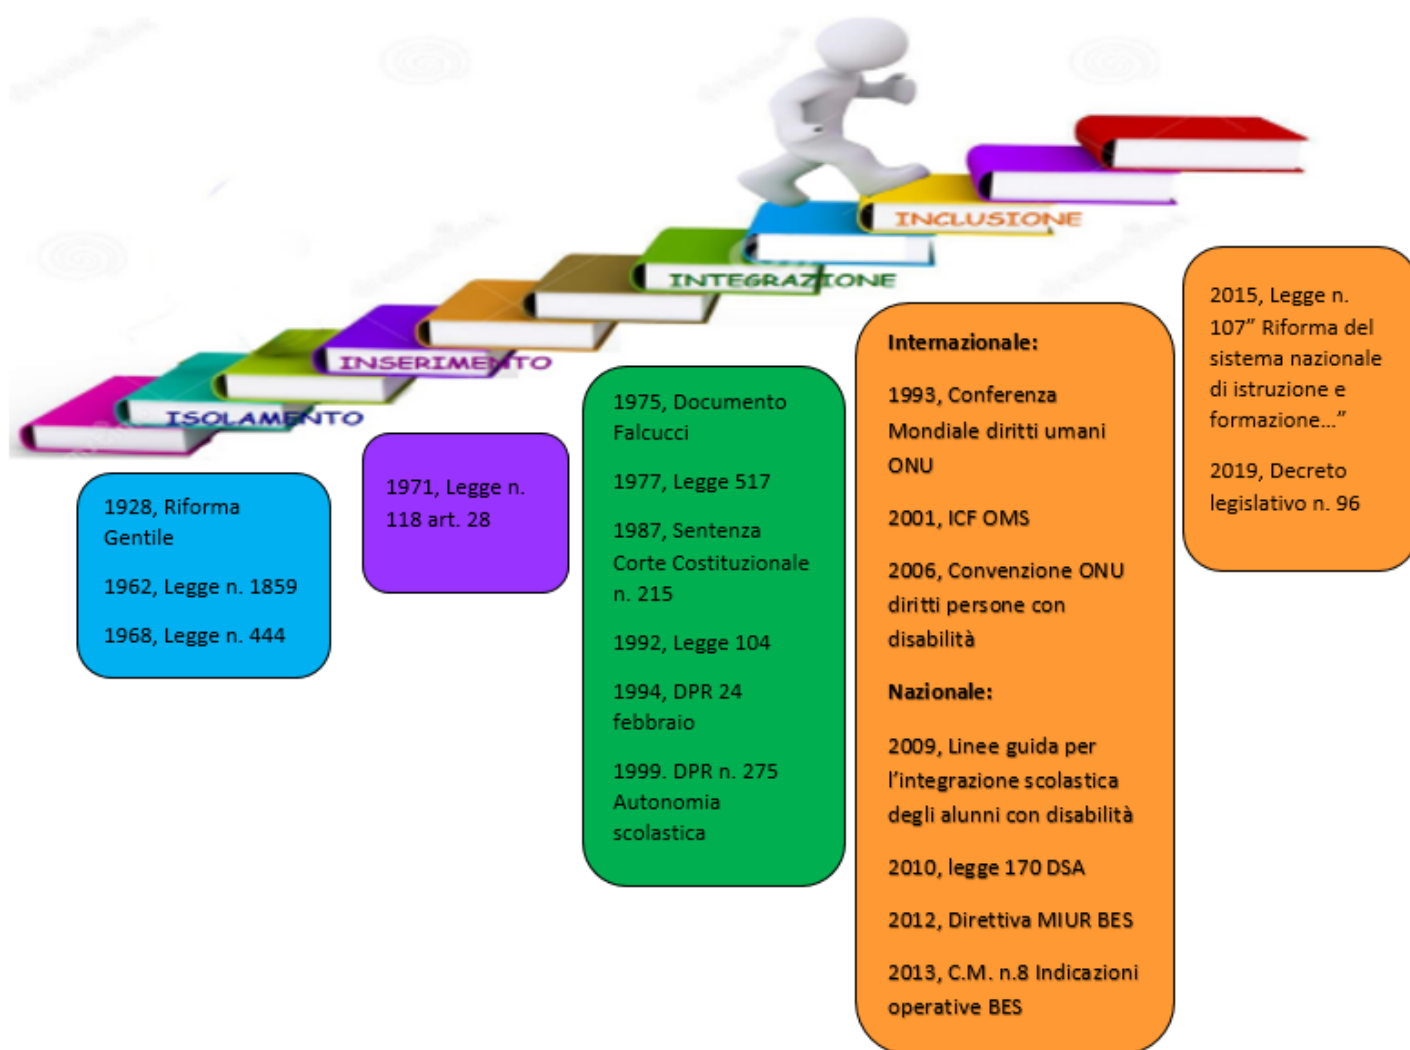 ISOLAMENTO
INSERIMENTO
INTEGRAZIONE
INCLUSIONE
1928, Riforma
Gentile
1962, Legge n. 1859
1968, Legge n. 444
1971, Legge n.
118 art. 28
1975, Documento
Falcucci
1977, Legge 517
1987, Sentenza
Corte Costituzionale
n. 215
1992, Legge 104
1994, DPR 24
febbraio
1999. DPR n. 275
Autonomia
scolastica
Internazionale:
1993, Conferenza
Mondiale diritti umani
ONU
2001, ICF OMS
2006, Convenzione ONU
diritti persone con
disabilità
Nazionale:
2009, Linee guida per
l’integrazione scolastica
degli alunni con disabilità
2010, legge 170 DSA
2012, Direttiva MIUR BES
2013, C.M. n.8 Indicazioni
operative BES
2015, Legge n.
107” Riforma del
sistema nazionale
di istruzione e
formazione…”
2019, Decreto
legislativo n. 96